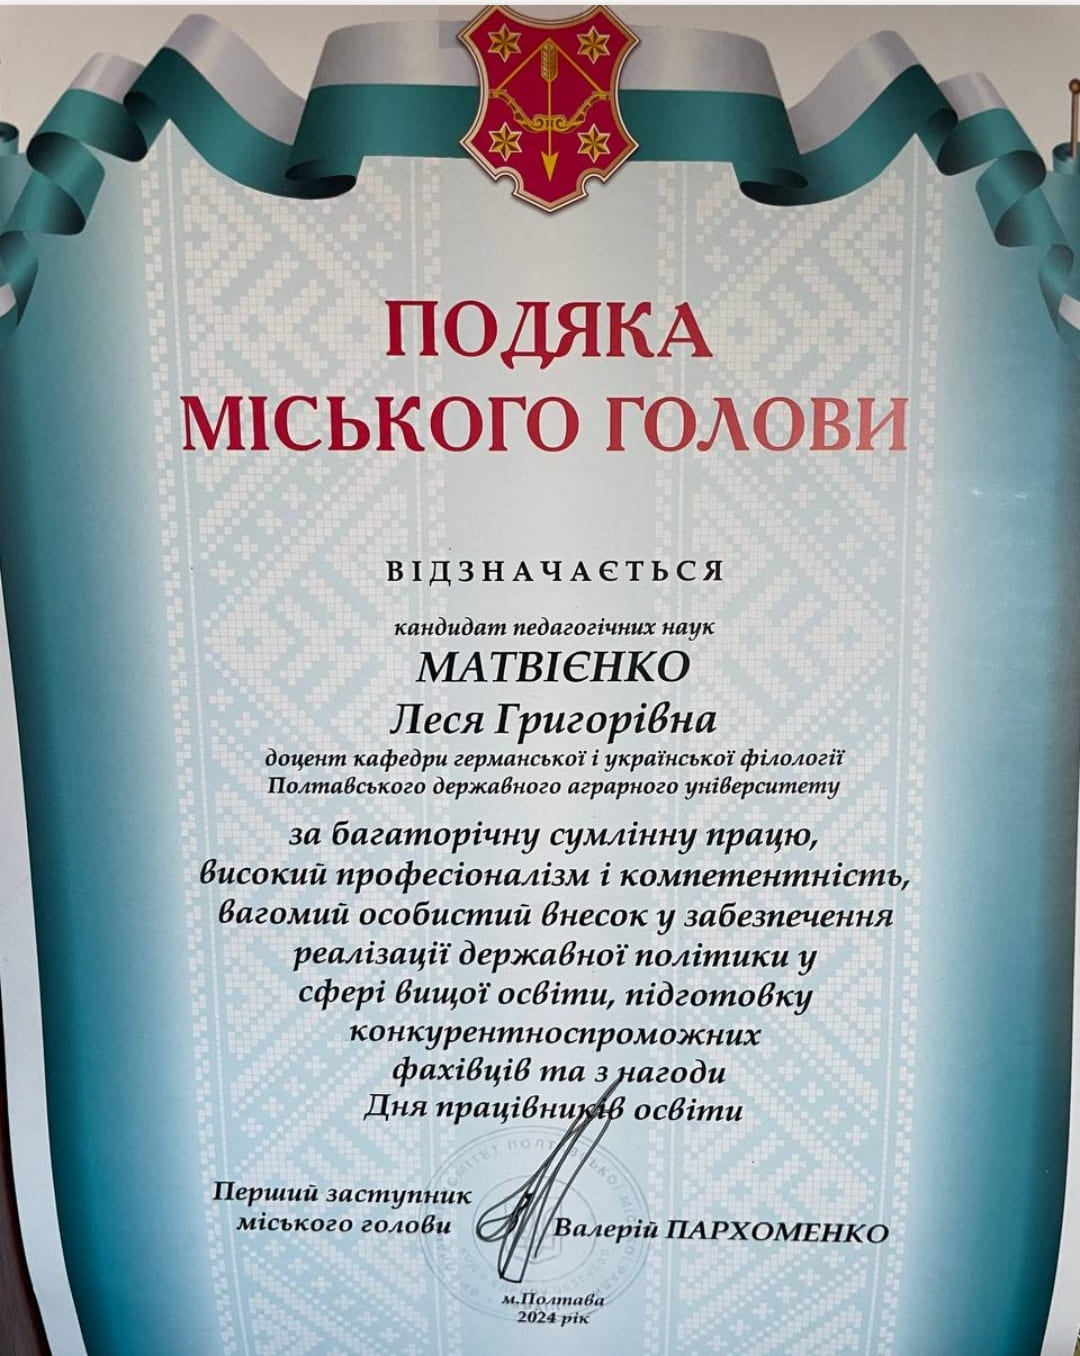 ПОДЯКА
МІСЬКОГО ГОЛОВИ
ВІДЗНАЧАЄТЬСЯ
кандидат педагогічних наук
МАТВІЄНКО
Леся Григорівна
доцент кафедри германської і української філології
Полтавського державного аграрного університету
за багаторічну сумлінну працю,
високий професіоналізм і компетентність,
вагомий особистий внесок у забезпечення
реалізації державної політики у
сфері вищої освіти, підготовку
конкурентноспроможних
фахівців та з нагоди
Дня працівників освіти
Перший заступник
міського голови
Валерій ПАРХОМЕНКО
м.Полтава
2024 рік